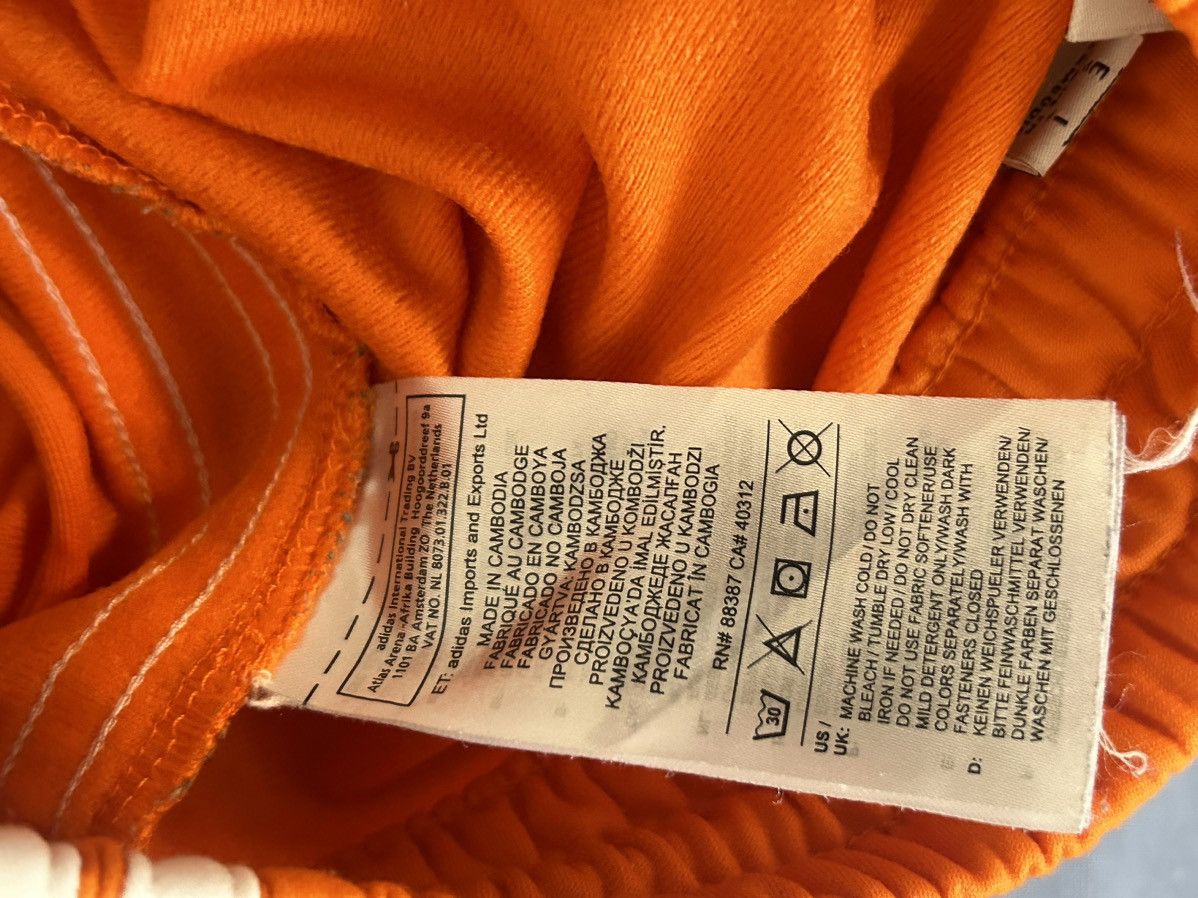 adidas International Trading BV
Atlas Arena -Afrika Building Hoogoorddreef 9a
1101 BA Amsterdam ZO The Netherlands
VAT NO. NL 8073.01.322.B.01
ET: adidas Imports and Exports Ltd
MADE IN CAMBODIA
FABRIQUÉ AU CAMBODGE
FABRICADO EN CAMBOYA
FABRIGADO NO CAMBOJA
GYÁRTVA: KAMBODZSA
ПРОИЗВЕДЕНО В КАМБОДЖА
СДЕЛАНО В КАМБОДЖЕ
PROIZVEDENO U KOMBODŽI
KAMBOÇYA'DA İMAL EDİLMİŞTİR.
КАМБОДЖЕДЕ ЖАСАЛҒАН
PROIZVEDENO U KAMBODZI
FABRICAT ÎN CAMBOGIA
RN# 88387 CA# 40312
30
US /
UK: MACHINE WASH COLD / DO NOT
BLEACH / TUMBLE DRY LOW / COOL
IRON IF NEEDED / DO NOT DRY CLEAN
DO NOT USE FABRIC SOFTENER/USE
MILD DETERGENT ONLY/WASH DARK
COLORS SEPARATELY/WASH WITH
FASTENERS CLOSED
D: KEINEN WEICHSPUELER VERWENDEN/
BITTE FEINWASCHMITTEL VERWENDEN/
DUNKLE FARBEN SEPARAT WASCHEN/
WASCHEN MIT GESCHLOSSENEN